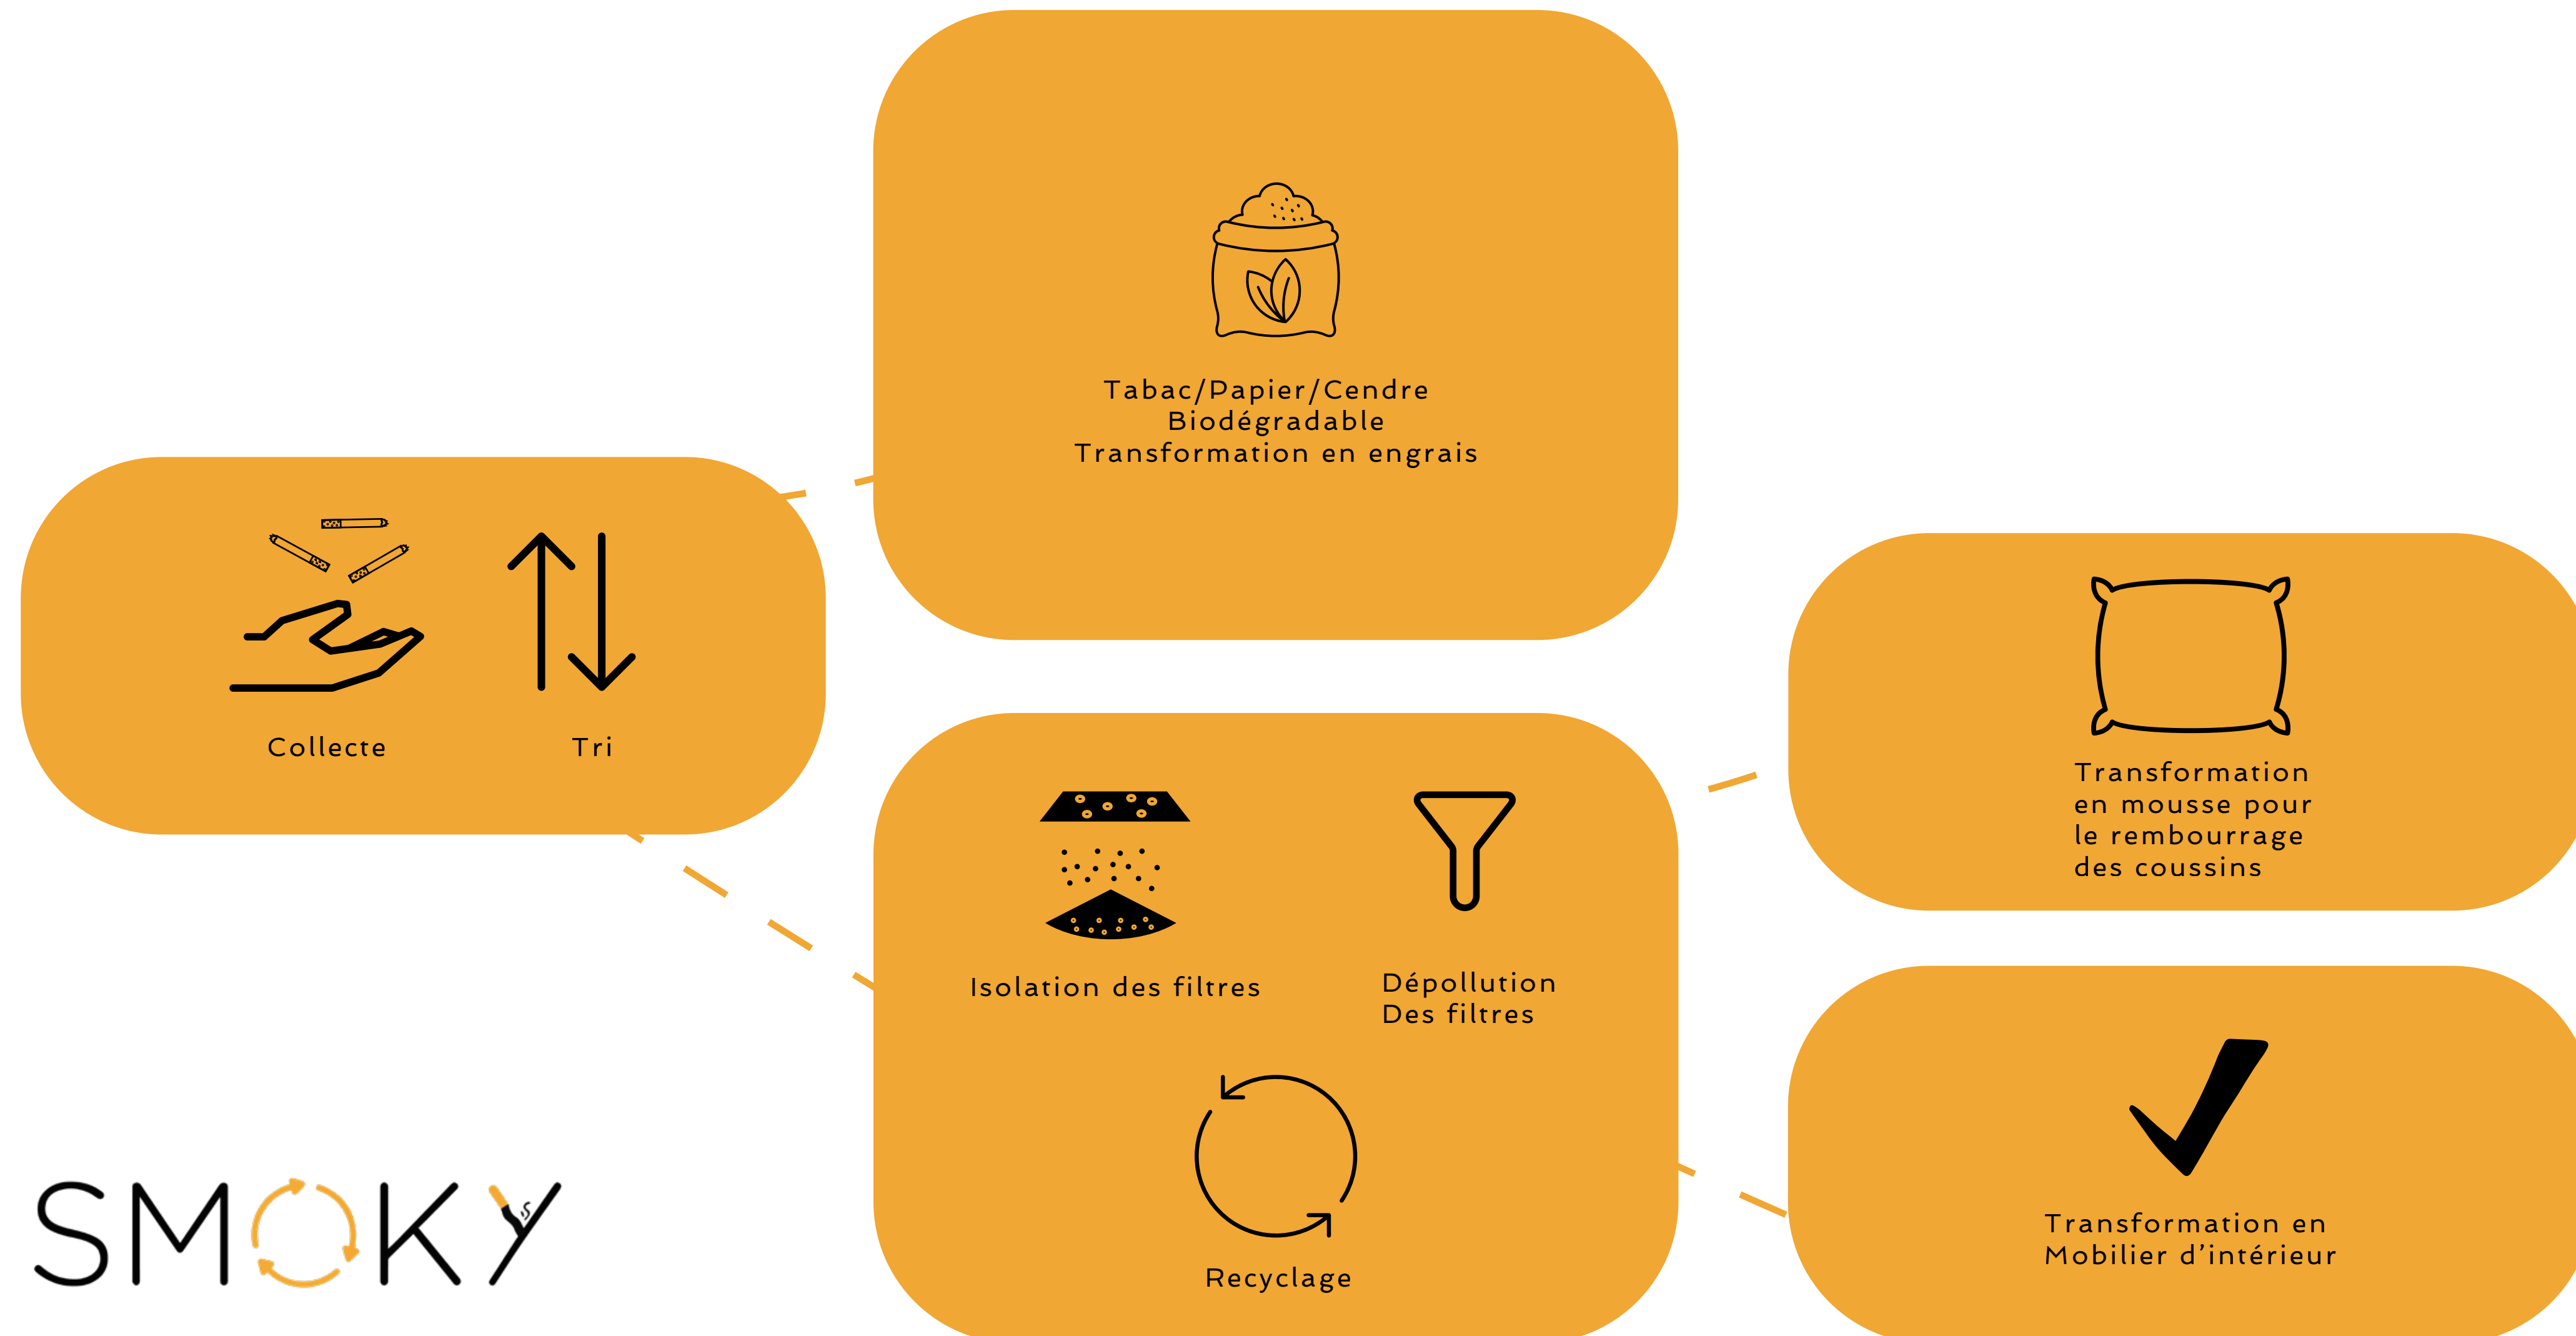 Tabac/Papier/Cendre
Biodégradable
Transformation en engrais
Collecte
Tri
Isolation des filtres
Dépollution
Des filtres
Recyclage
Transformation
en mousse pour
le rembourrage
des coussins
Transformation en
Mobilier d’intérieur
SMOKY